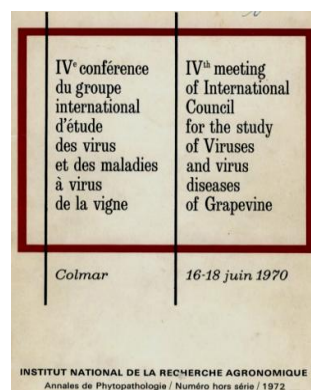 IVe conférence
du groupe
international
d'étude
des virus
et des maladies
à virus
de la vigne
IVth meeting
of International
Council
for the study
of Viruses
and virus
diseases
of Grapevine
Colmar
16-18 juin 1970
INSTITUT NATIONAL DE LA RECHERCHE AGRONOMIQUE
Annales de Phytopathologie / Numéro hors série / 1972